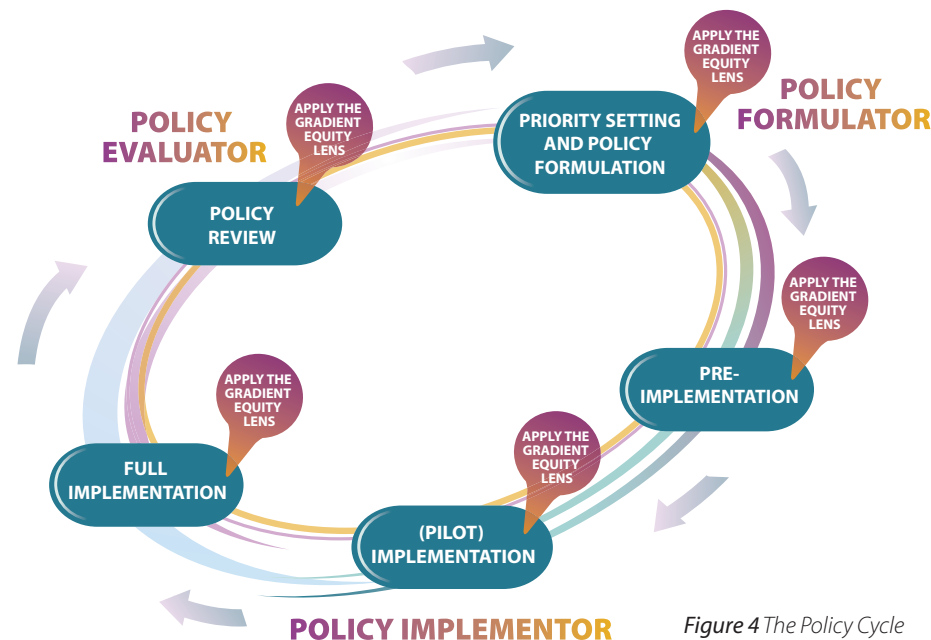 APPLY THE
GRADIENT
EQUITY
LENS
POLICY
FORMULATOR
PRIORITY SETTING
AND POLICY
FORMULATION
APPLY THE
GRADIENT
EQUITY
LENS
PRE-
IMPLEMENTATION
APPLY THE
GRADIENT
EQUITY
LENS
(PILOT)
IMPLEMENTATION
POLICY IMPLEMENTOR
APPLY THE
GRADIENT
EQUITY
LENS
FULL
IMPLEMENTATION
POLICY
EVALUATOR
APPLY THE
GRADIENT
EQUITY
LENS
POLICY
REVIEW
Figure 4 The Policy Cycle